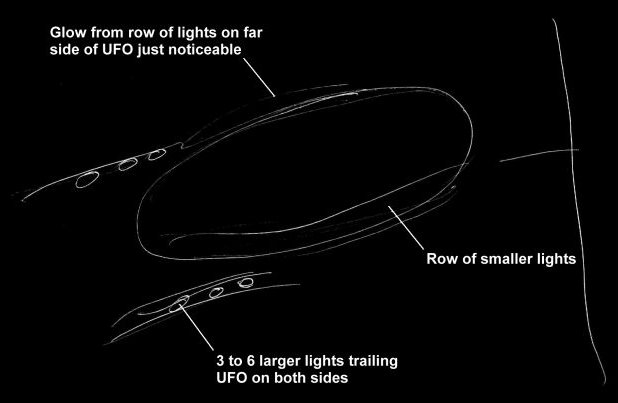 Glow from row of lights on far
side of UFO just noticeable
Row of smaller lights
3 to 6 larger lights trailing
UFO on both sides